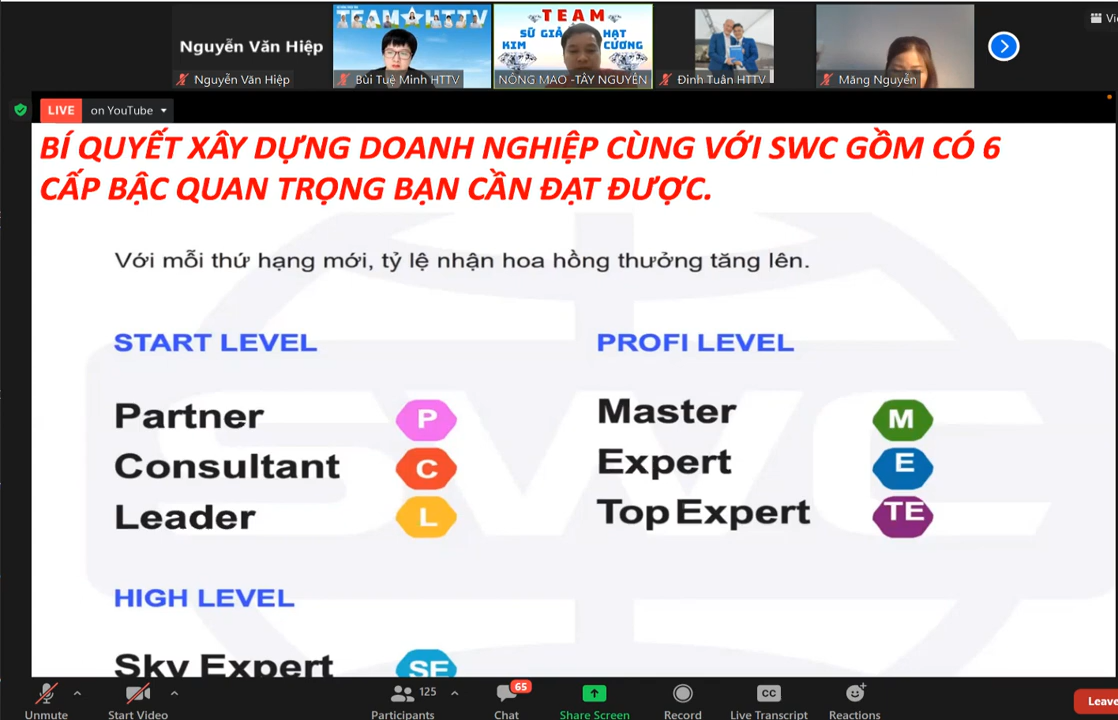 Nguyễn Văn Hiệp
Nguyễn Văn Hiệp
TEAM HTTV
Bùi Tuệ Minh HTTV
TEAM
SỨ GIẢ HẠT
KIM CƯƠNG
NÔNG MAO -TÂY NGUYÊN
Đinh Tuân HTTV
Măng Nguyễn
LIVE on YouTube
BÍ QUYẾT XÂY DỰNG DOANH NGHIỆP CÙNG VỚI SWC GỒM CÓ 6
CẤP BẬC QUAN TRỌNG BẠN CẦN ĐẠT ĐƯỢC.
Với mỗi thứ hạng mới, tỷ lệ nhận hoa hồng thưởng tăng lên.
START LEVEL
Partner P
Consultant C
Leader L
PROFI LEVEL
Master M
Expert E
Top Expert TE
HIGH LEVEL
Sky Expert SE
SWC
Unmute
Start Video
125
Participants
65
Chat
Share Screen
Record
CC
Live Transcript
Reactions